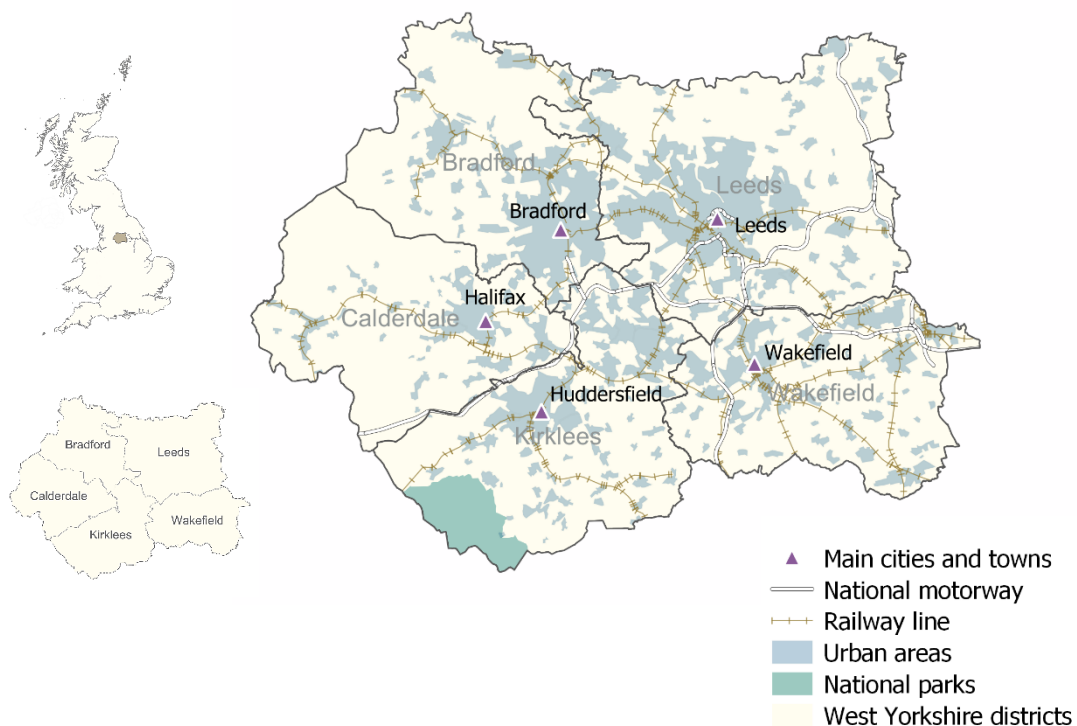 Bradford
Leeds
Bradford
Leeds
Halifax
Calderdale
Wakefield
Wakefield
Huddersfield
Kirklees
Bradford
Leeds
Calderdale
Wakefield
Kirklees
Main cities and towns
National motorway
Railway line
Urban areas
National parks
West Yorkshire districts